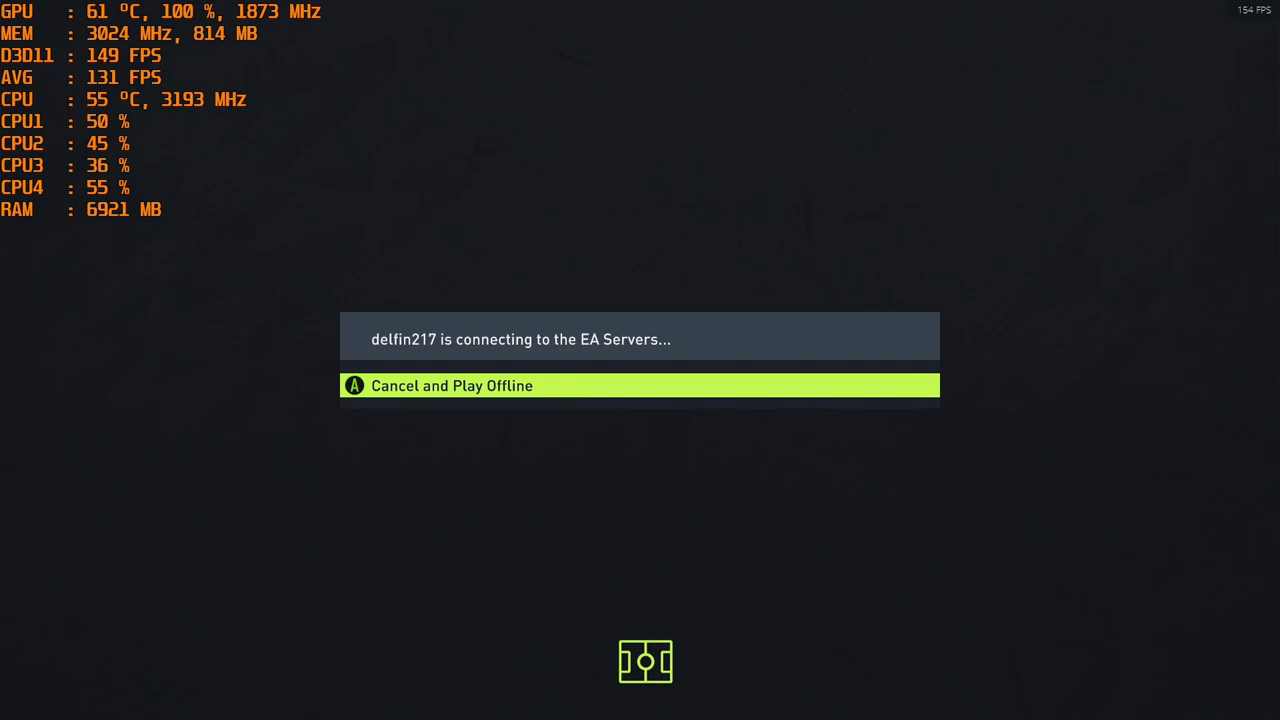 GPU : 61 ºC, 100 %, 1873 MHz
154 FPS
MEM : 3024 MHz, 814 MB
D3D11 : 149 FPS
AVG : 131 FPS
CPU : 55 ºC, 3193 MHz
CPU1 : 50 %
CPU2 : 45 %
CPU3 : 36 %
CPU4 : 55 %
RAM : 6921 MB
delfin217 is connecting to the EA Servers...
A Cancel and Play Offline